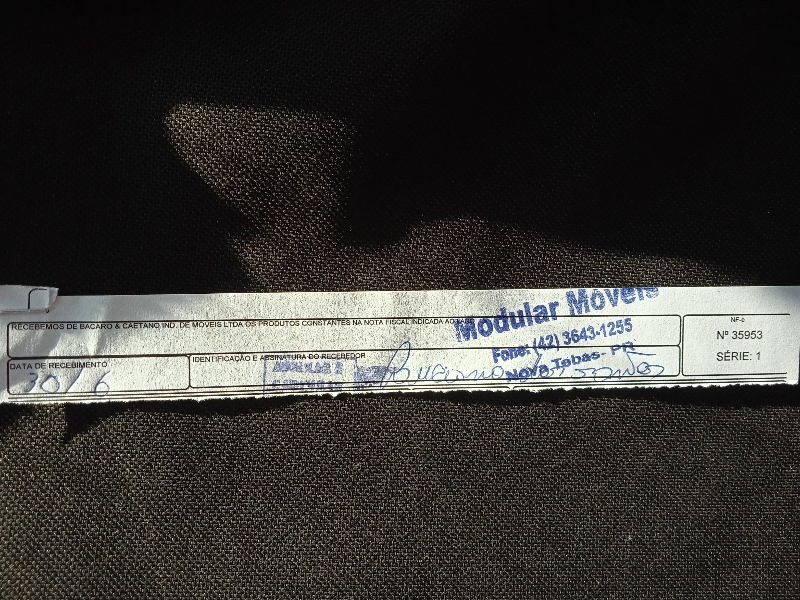 RECEBEMOS DE BACARO & CAETANO IND. DE MÓVEIS LTDA OS PRODUTOS CONSTANTES NA NOTA FISCAL INDICADA AO LADO
Modular Móveis
Fone: (42) 3643-1255
NOVA Tebas- PR
NF-e
Nº 35953
SÉRIE: 1
DATA DE RECEBIMENTO
30/6
IDENTIFICAÇÃO E ASSINATURA DO RECEBEDOR